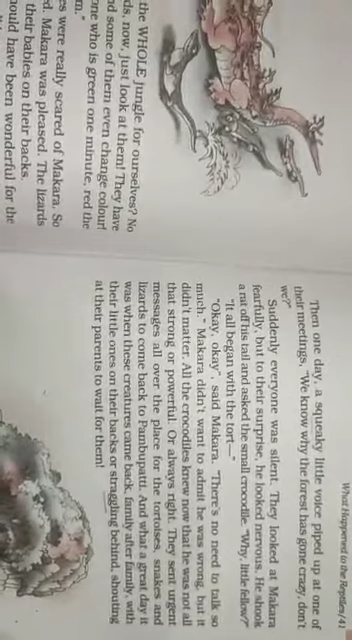 the WHOLE jungle for ourselves? No
ds, now, just look at them! They have
nd some of them even change colour!
one who is green one minute, red the
m."
es were really scared of Makara. So
d. Makara was pleased. The lizards
their babies on their backs.
ould have been wonderful for the
What Happened to the Reptiles/41
Then one day, a squeaky little voice piped up at one of
their meetings, "We know why the forest has gone crazy, don't
we?"
Suddenly everyone was silent. They looked at Makara
fearfully, but to their surprise, he looked nervous. He shook
a rat off his tail and asked the small crocodile, "Why, little fellow?"
"It all began with the tort—"
"Okay, okay", said Makara, "There's no need to talk so
much." Makara didn't want to admit he was wrong, but it
didn't matter. All the crocodiles knew now that he was not all
that strong or powerful. Or always right. They sent urgent
messages all over the place for the tortoises, snakes and
lizards to come back to Pambupatti. And what a great day it
was when these creatures came back, family after family, with
their little ones on their backs or straggling behind, shouting
at their parents to wait for them!